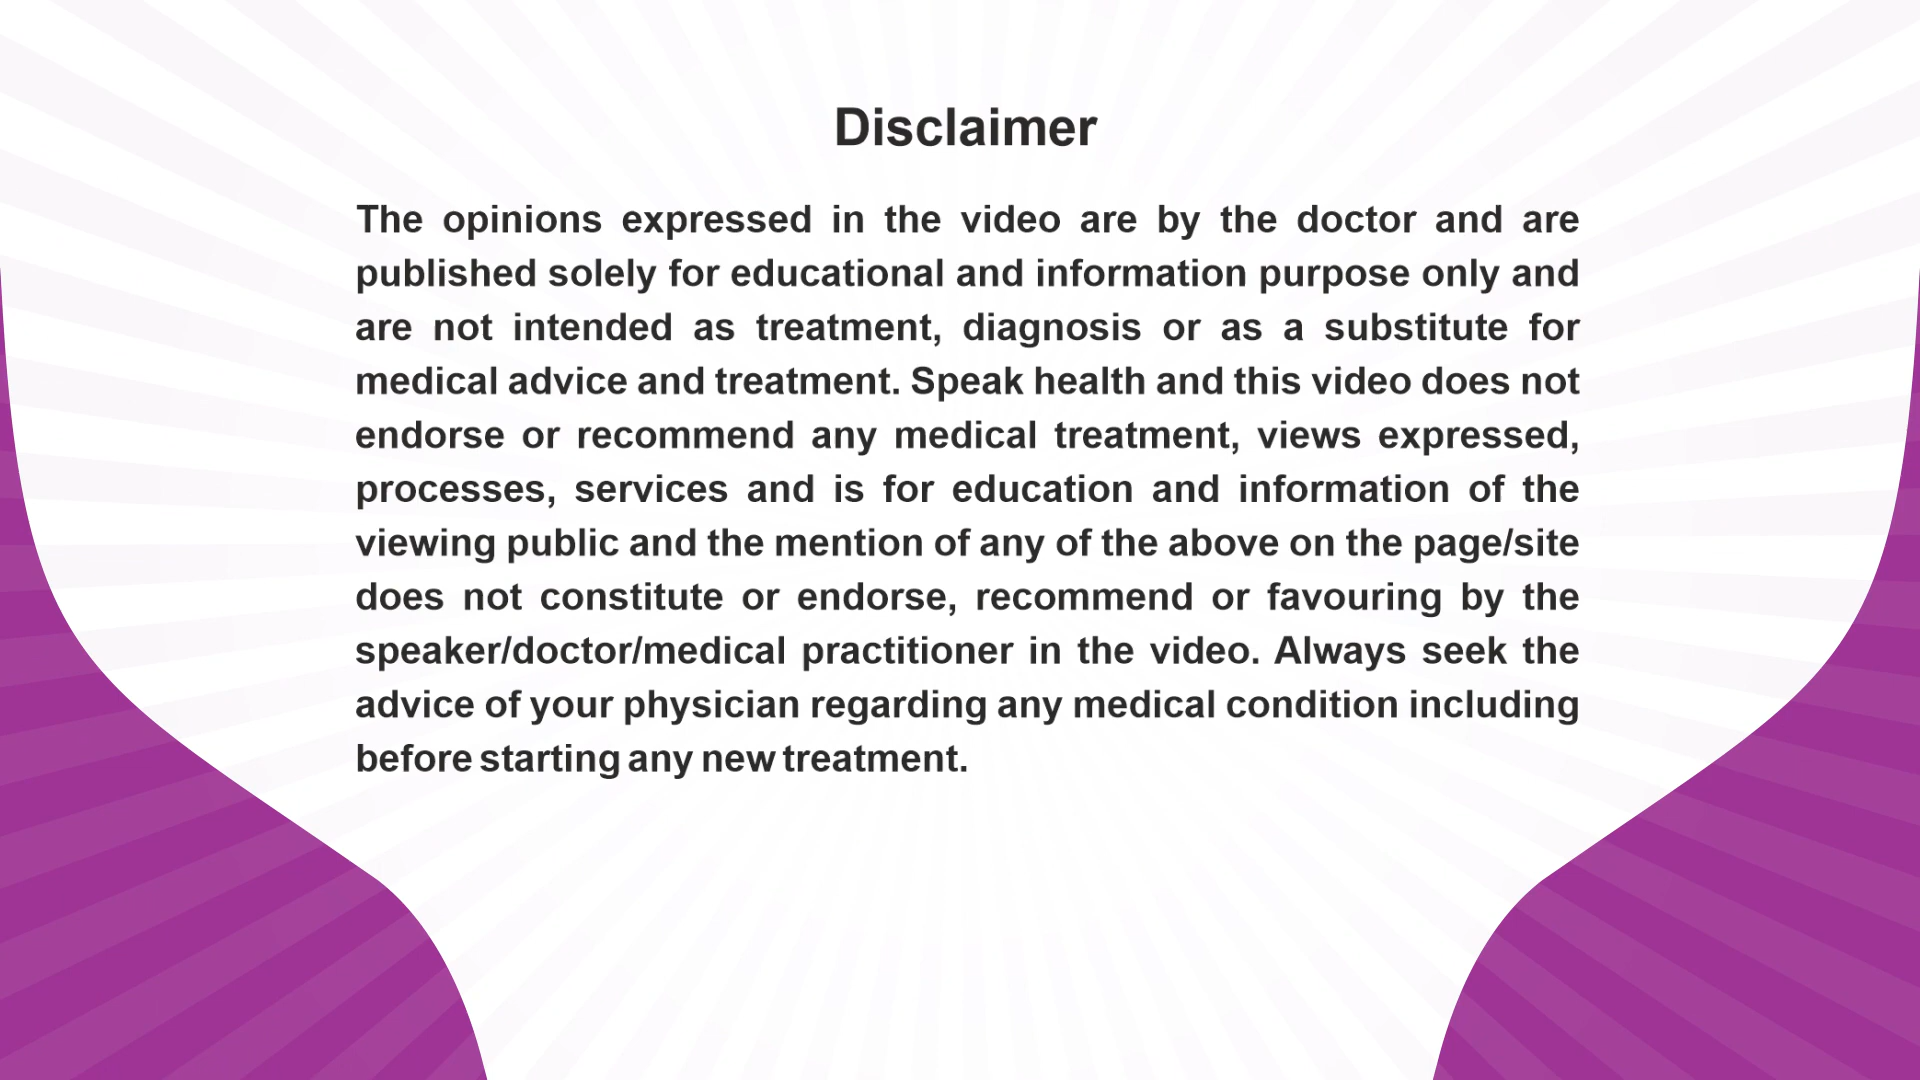 Disclaimer
The opinions expressed in the video are by the doctor and are
published solely for educational and information purpose only and
are not intended as treatment, diagnosis or as a substitute for
medical advice and treatment. Speak health and this video does not
endorse or recommend any medical treatment, views expressed,
processes, services and is for education and information of the
viewing public and the mention of any of the above on the page/site
does not constitute or endorse, recommend or favouring by the
speaker/doctor/medical practitioner in the video. Always seek the
advice of your physician regarding any medical condition including
before starting any new treatment.